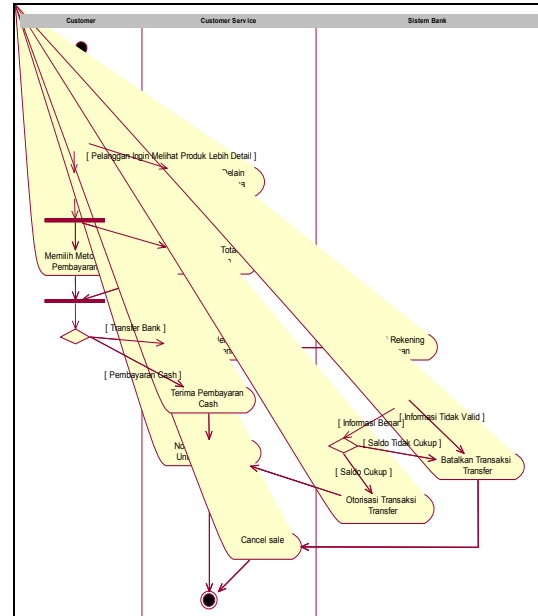 Customer
Customer Service
Sistem Bank
[ Pelanggan Ingin Melihat Produk Lebih Detail ]
Memilih
Pembayaran
[ Transfer Bank ]
Rekening
[ Pembayaran Cash ]
Terima Pembayaran
Cash
[ Informasi Tidak Valid ]
[ Informasi Benar]
[ Saldo Tidak Cukup ]
Batalkan Transaksi
Transfer
[ Saldo Cukup ]
Otorisasi Transaksi
Transfer
Cancel sale